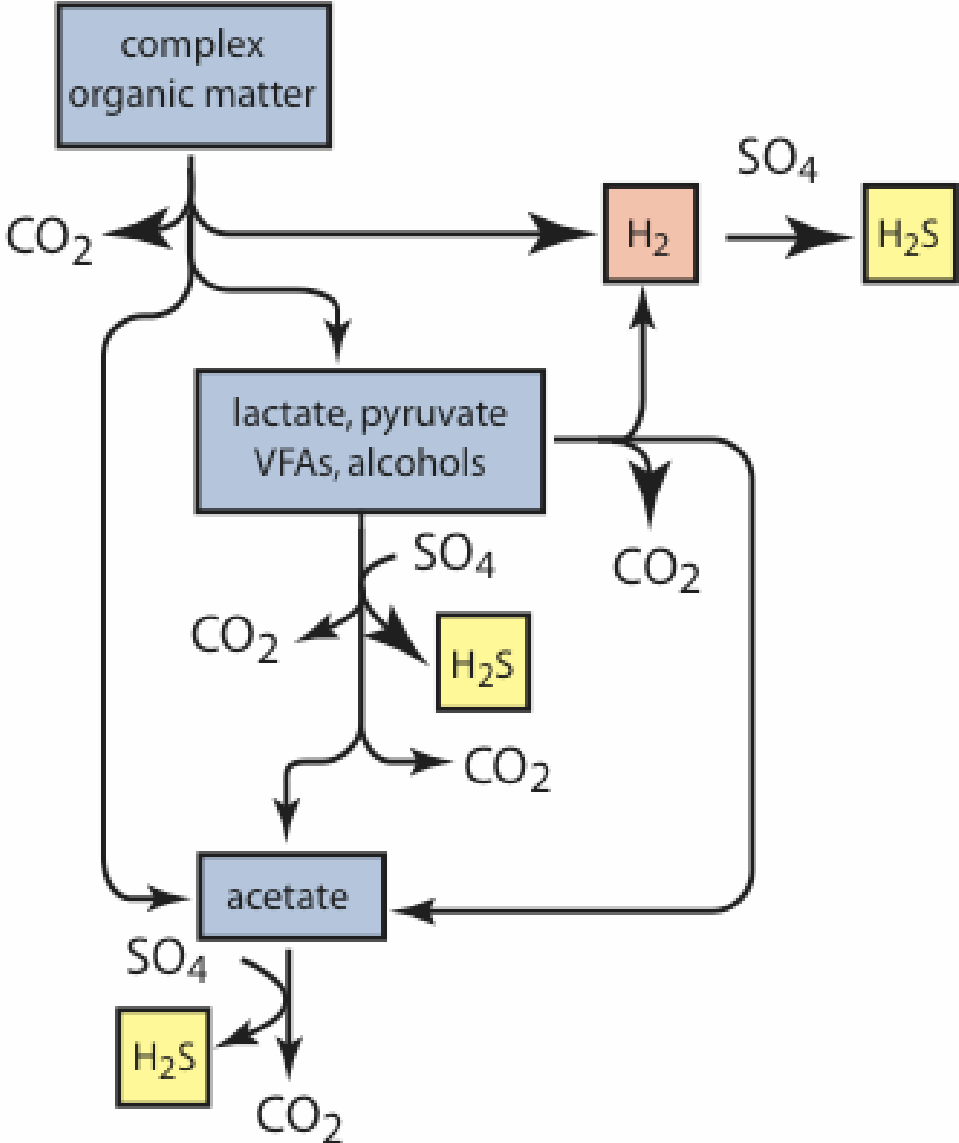 complex
organic matter
SO₄
CO₂
H₂
H₂S
lactate, pyruvate
VFAs, alcohols
SO₄
CO₂
CO₂
H₂S
CO₂
acetate
SO₄
H₂S
CO₂